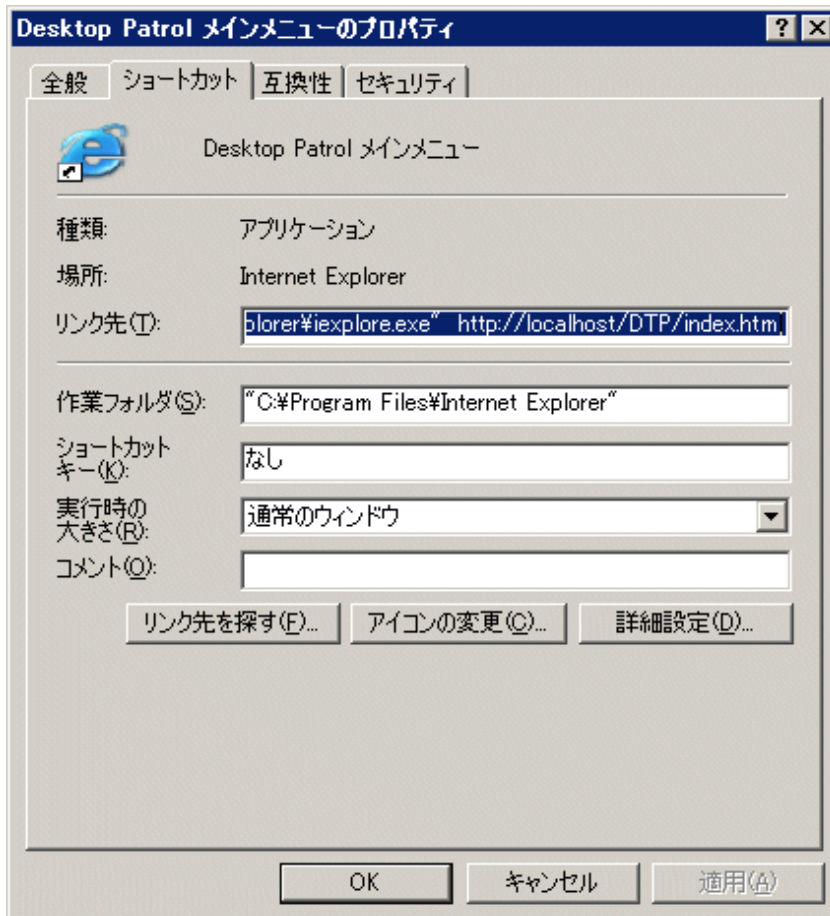 Desktop Patrol メインメニューのプロパティ
全般 ショートカット 互換性 セキュリティ
Desktop Patrol メインメニュー
種類: アプリケーション
場所: Internet Explorer
リンク先(T): plorer¥iexplore.exe" http://localhost/DTP/index.htm
作業フォルダ(S): "C:¥Program Files¥Internet Explorer"
ショートカット
キー(K): なし
実行時の
大きさ(R): 通常のウィンドウ
コメント(O):
リンク先を探す(F)... アイコンの変更(C)... 詳細設定(D)...
OK キャンセル 適用(A)